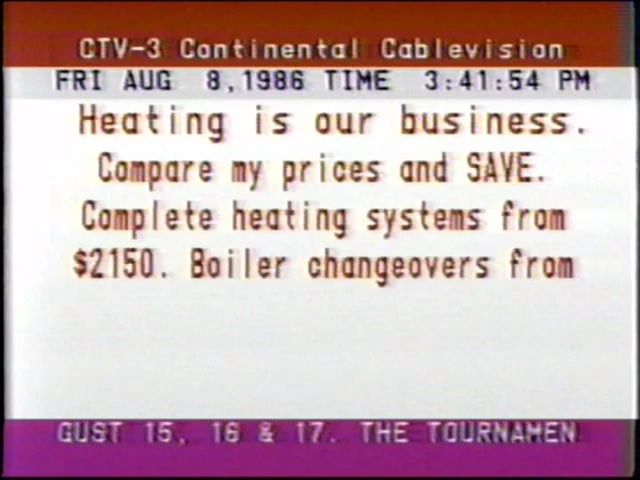 CTV-3 Continental Cablevision
FRI AUG 8,1986 TIME 3:41:54 PM
Heating is our business.
Compare my prices and SAVE.
Complete heating systems from
$2150. Boiler changeovers from
GUST 15, 16 & 17. THE TOURNAMEN